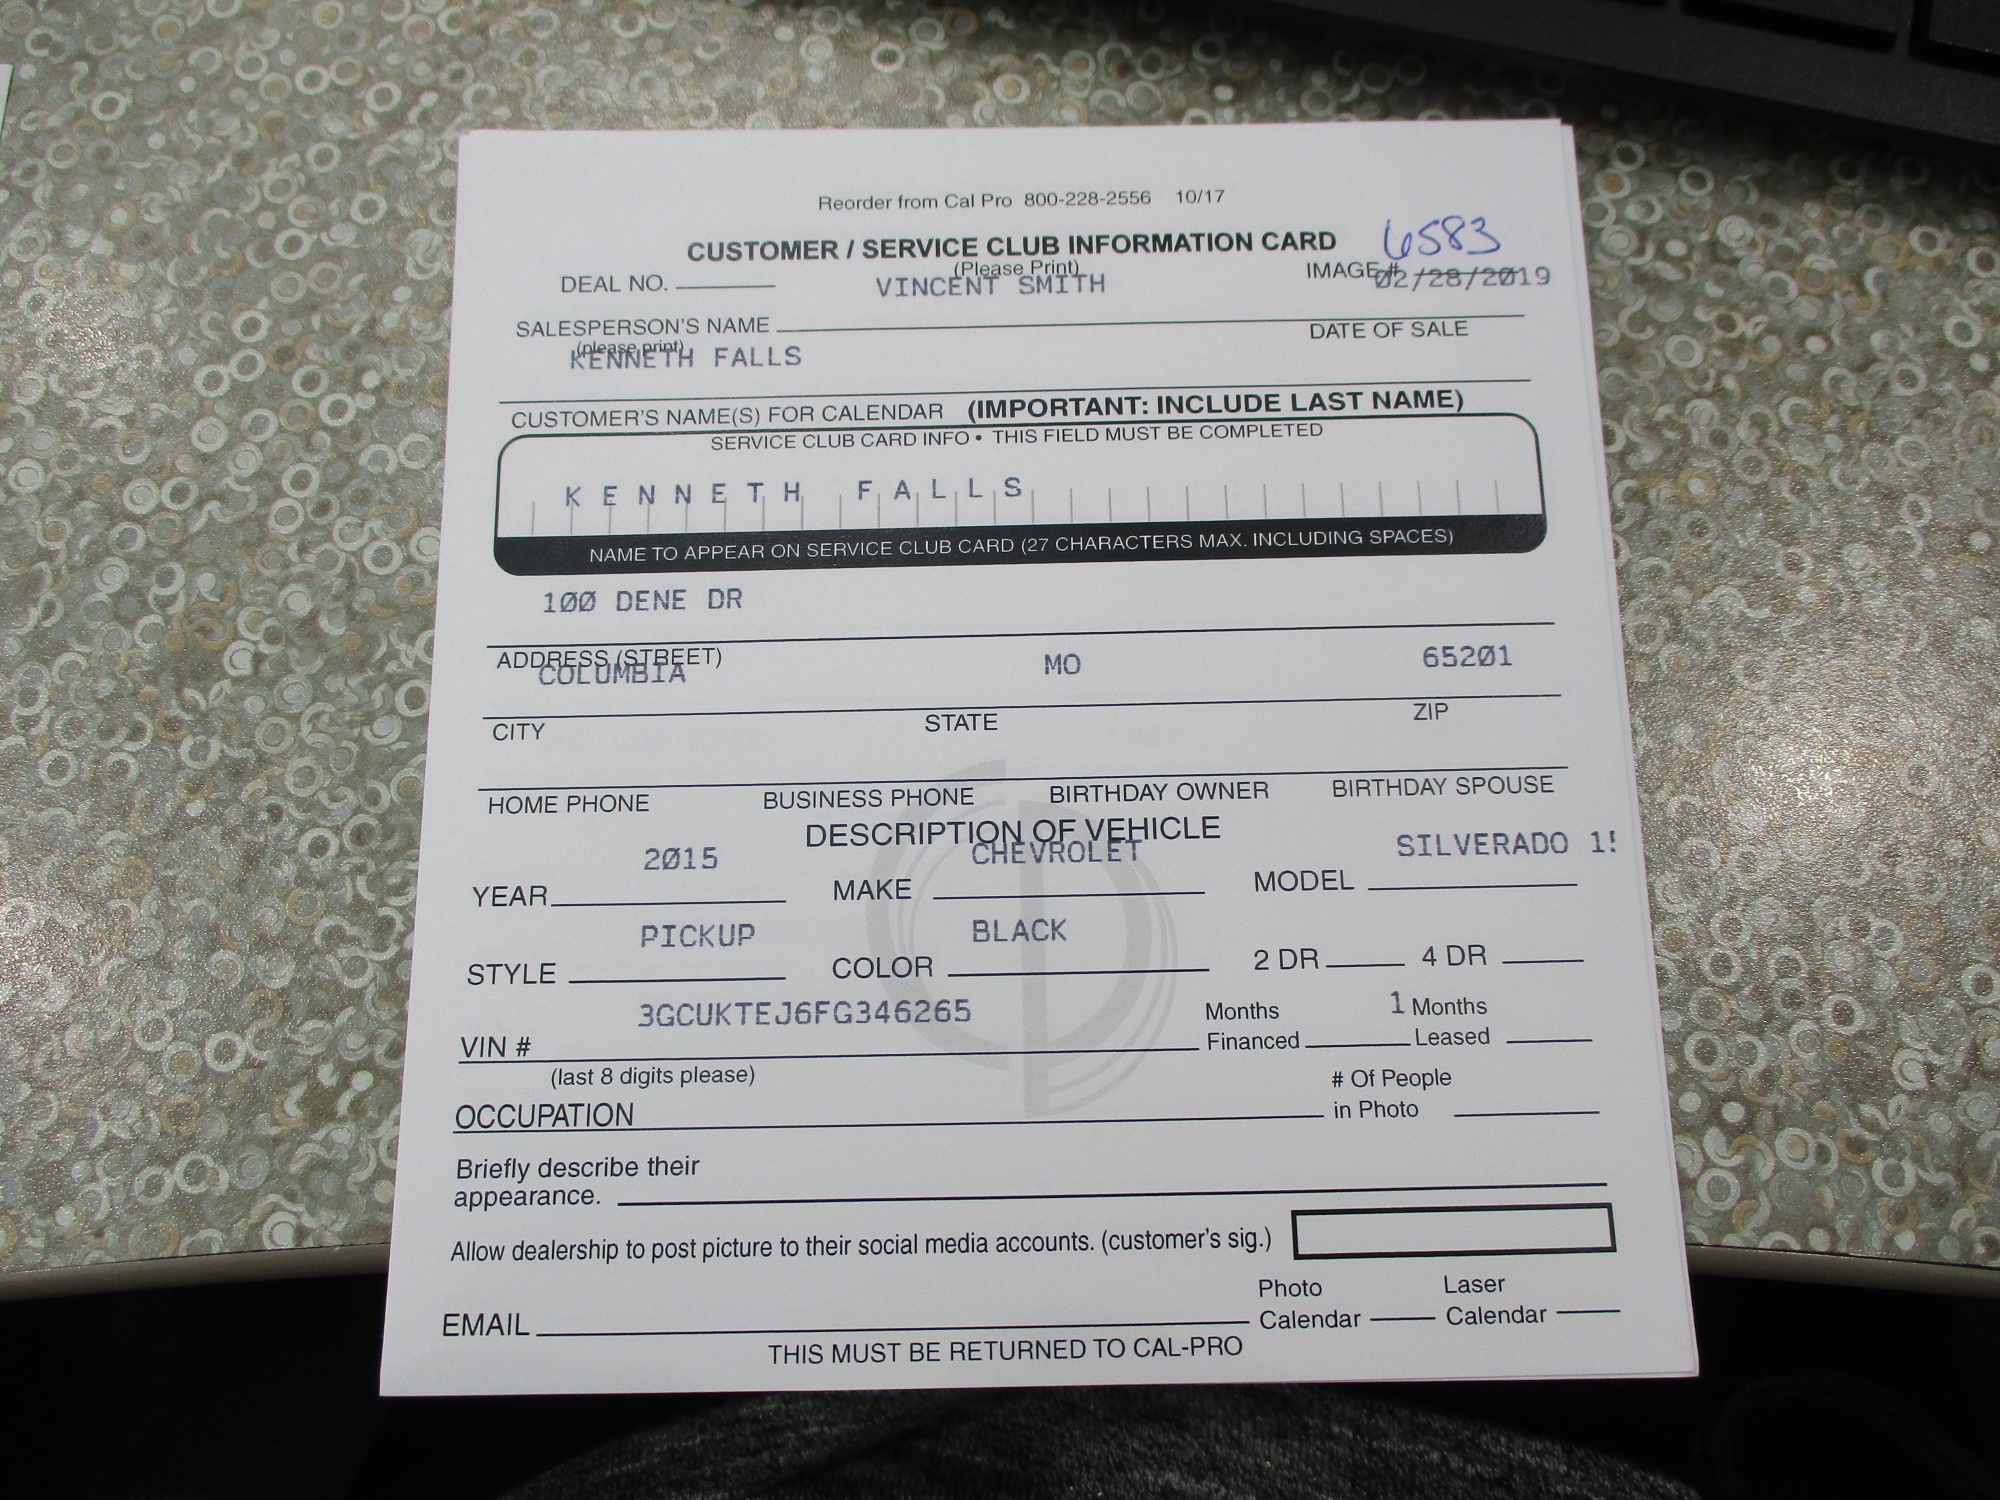 Reorder from Cal Pro 800-228-2556 10/17
6583
CUSTOMER / SERVICE CLUB INFORMATION CARD
(Please Print)
DEAL NO. VINCENT SMITH IMAGE# 02/28/2019
SALESPERSON'S NAME DATE OF SALE
(please print)
KENNETH FALLS
CUSTOMER'S NAME(S) FOR CALENDAR (IMPORTANT: INCLUDE LAST NAME)
SERVICE CLUB CARD INFO • THIS FIELD MUST BE COMPLETED
KENNETH FALLS
NAME TO APPEAR ON SERVICE CLUB CARD (27 CHARACTERS MAX. INCLUDING SPACES)
100 DENE DR
ADDRESS (STREET)
COLUMBIA MO 65201
CITY STATE ZIP
HOME PHONE BUSINESS PHONE BIRTHDAY OWNER BIRTHDAY SPOUSE
DESCRIPTION OF VEHICLE
2015 CHEVROLET SILVERADO
YEAR MAKE MODEL
PICKUP BLACK
STYLE COLOR 2 DR 4 DR
3GCUKTEJ6FG346265 Months 1 Months
VIN # Financed Leased
(last 8 digits please) # Of People
OCCUPATION in Photo
Briefly describe their
appearance.
Allow dealership to post picture to their social media accounts. (customer's sig.)
Photo Laser
EMAIL Calendar Calendar
THIS MUST BE RETURNED TO CAL-PRO